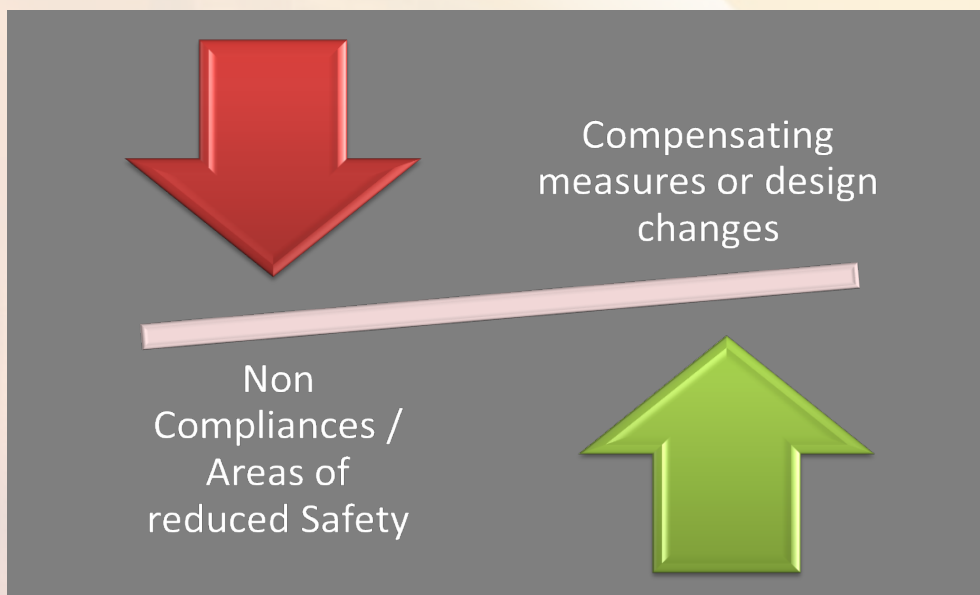 Compensating
measures or design
changes
Non
Compliances /
Areas of
reduced Safety